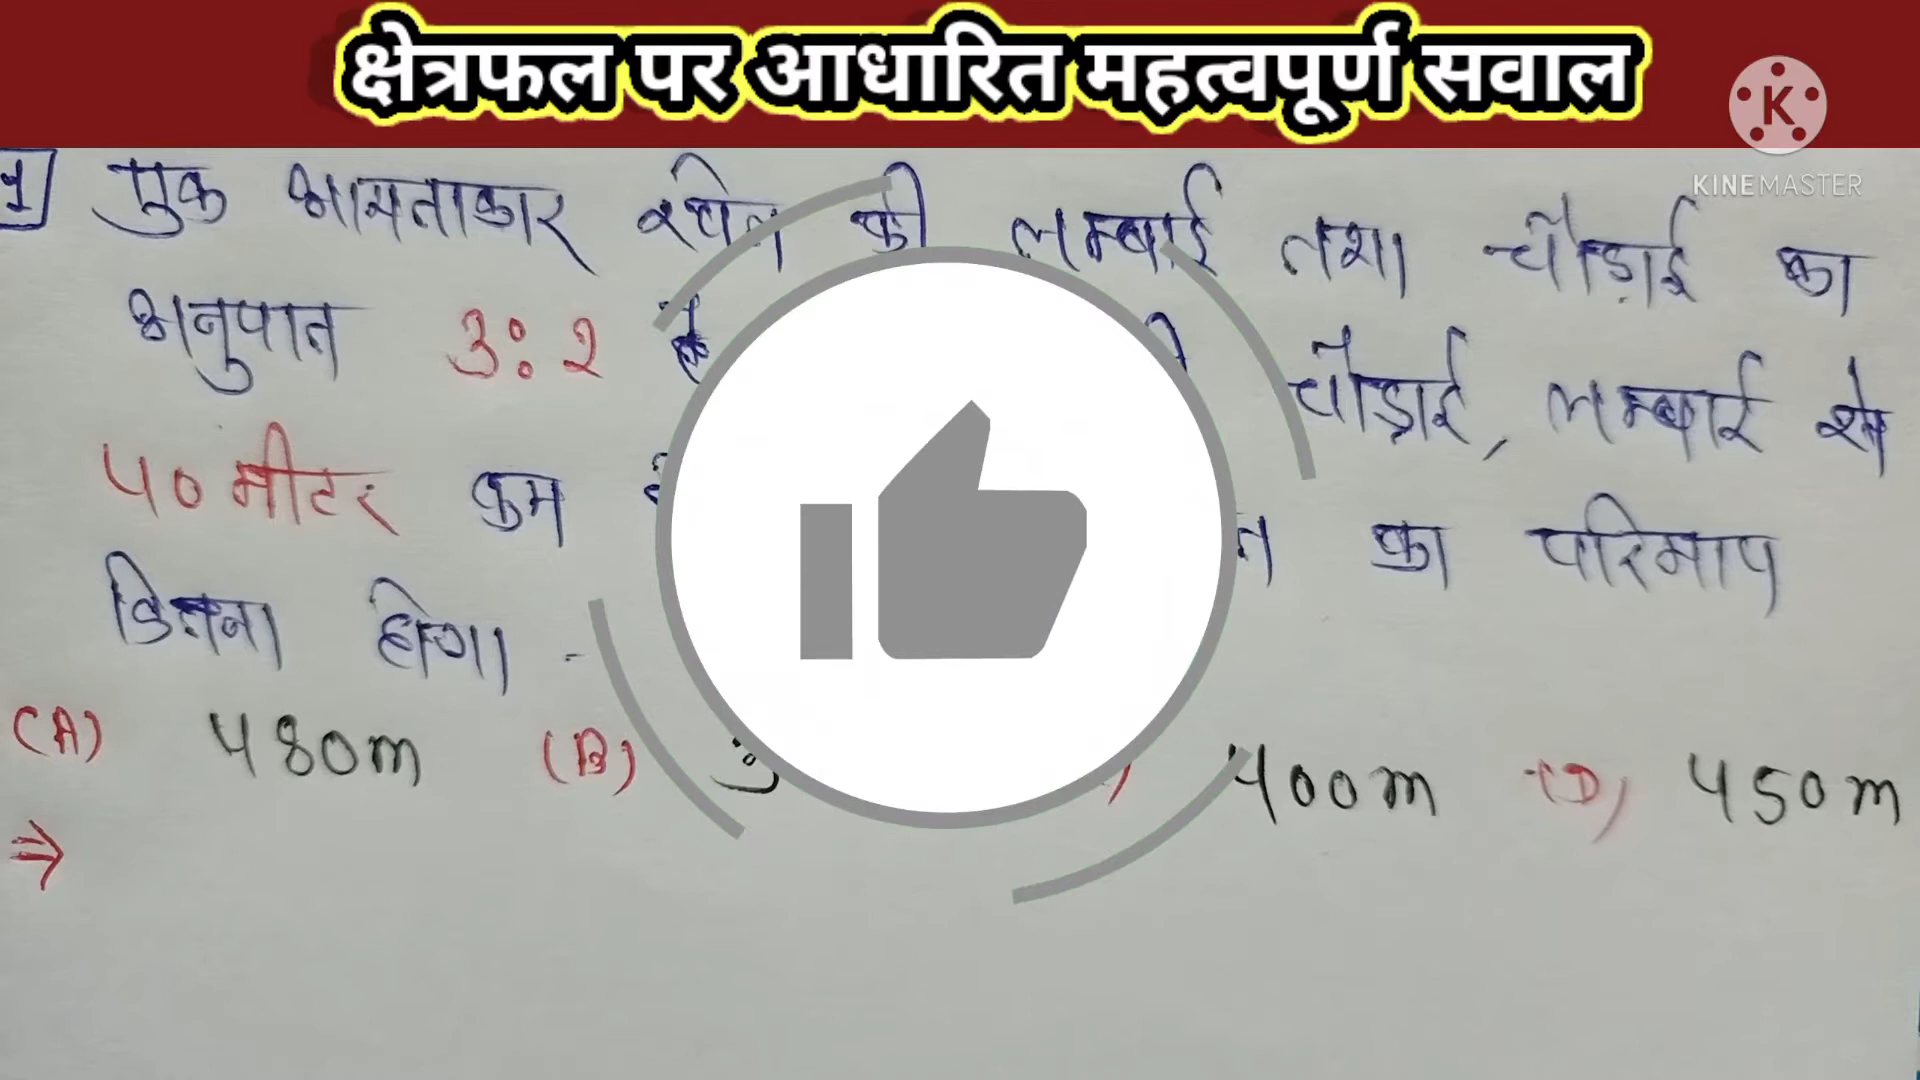 क्षेत्रफल पर आधारित महत्वपूर्ण सवाल
KINEMASTER
1 एक आयताकार खेत की लम्बाई तथा चौड़ाई का
अनुपात 3:2 है चौड़ाई, लम्बाई से
40 मीटर कम का परिमाप
कितना होगा -
(A) 480m (B) 400m (D) 450m
⇒